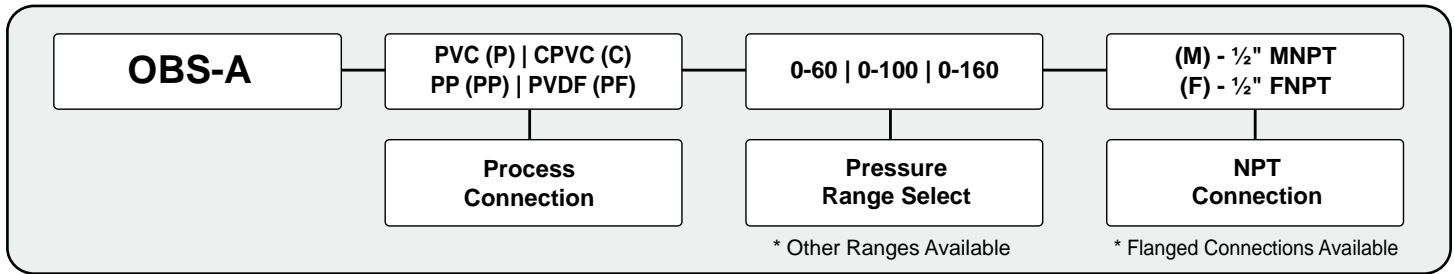 OBS-A
PVC (P) | CPVC (C)
PP (PP) | PVDF (PF)
0-60 | 0-100 | 0-160
(M) - ½" MNPT
(F) - ½" FNPT
Process
Connection
Pressure
Range Select
NPT
Connection
* Other Ranges Available
* Flanged Connections Available